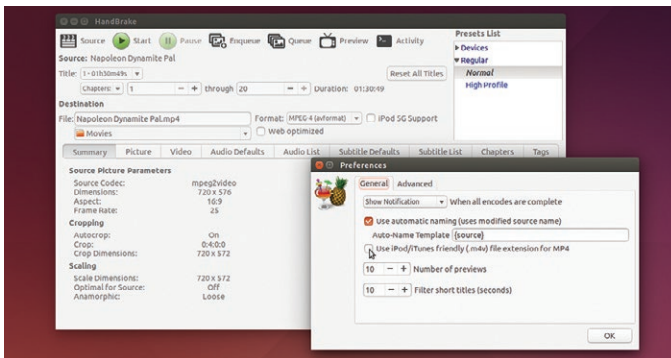 HandBrake
Source Start Pause Enqueue Queue Preview Activity
Presets List
Devices
Regular
Normal
High Profile
Source: Napoleon Dynamite Pal
Title: 1 - 01h30m49s Reset All Titles
Chapters: 1 - + through 20 - + Duration: 01:30:49
Destination
File: Napoleon Dynamite Pal.mp4 Format: MPEG-4 (avformat) iPod 5G Support
Movies Web optimized
Summary Picture Video Audio Defaults Audio List Subtitle Defaults Subtitle List Chapters Tags
Source Picture Parameters
Source Codec: mpeg2video
Dimensions: 720 x 576
Aspect: 16:9
Frame Rate: 25
Cropping
Autocrop: On
Crop: 0:4:0:0
Crop Dimensions: 720 x 572
Scaling
Scale Dimensions: 720 x 572
Optimal for Source: Off
Anamorphic: Loose
Preferences
General Advanced
Show Notification When all encodes are complete
Use automatic naming (uses modified source name)
Auto-Name Template {source}
Use iPod/iTunes friendly (.m4v) file extension for MP4
10 - + Number of previews
10 - + Filter short titles (seconds)
OK